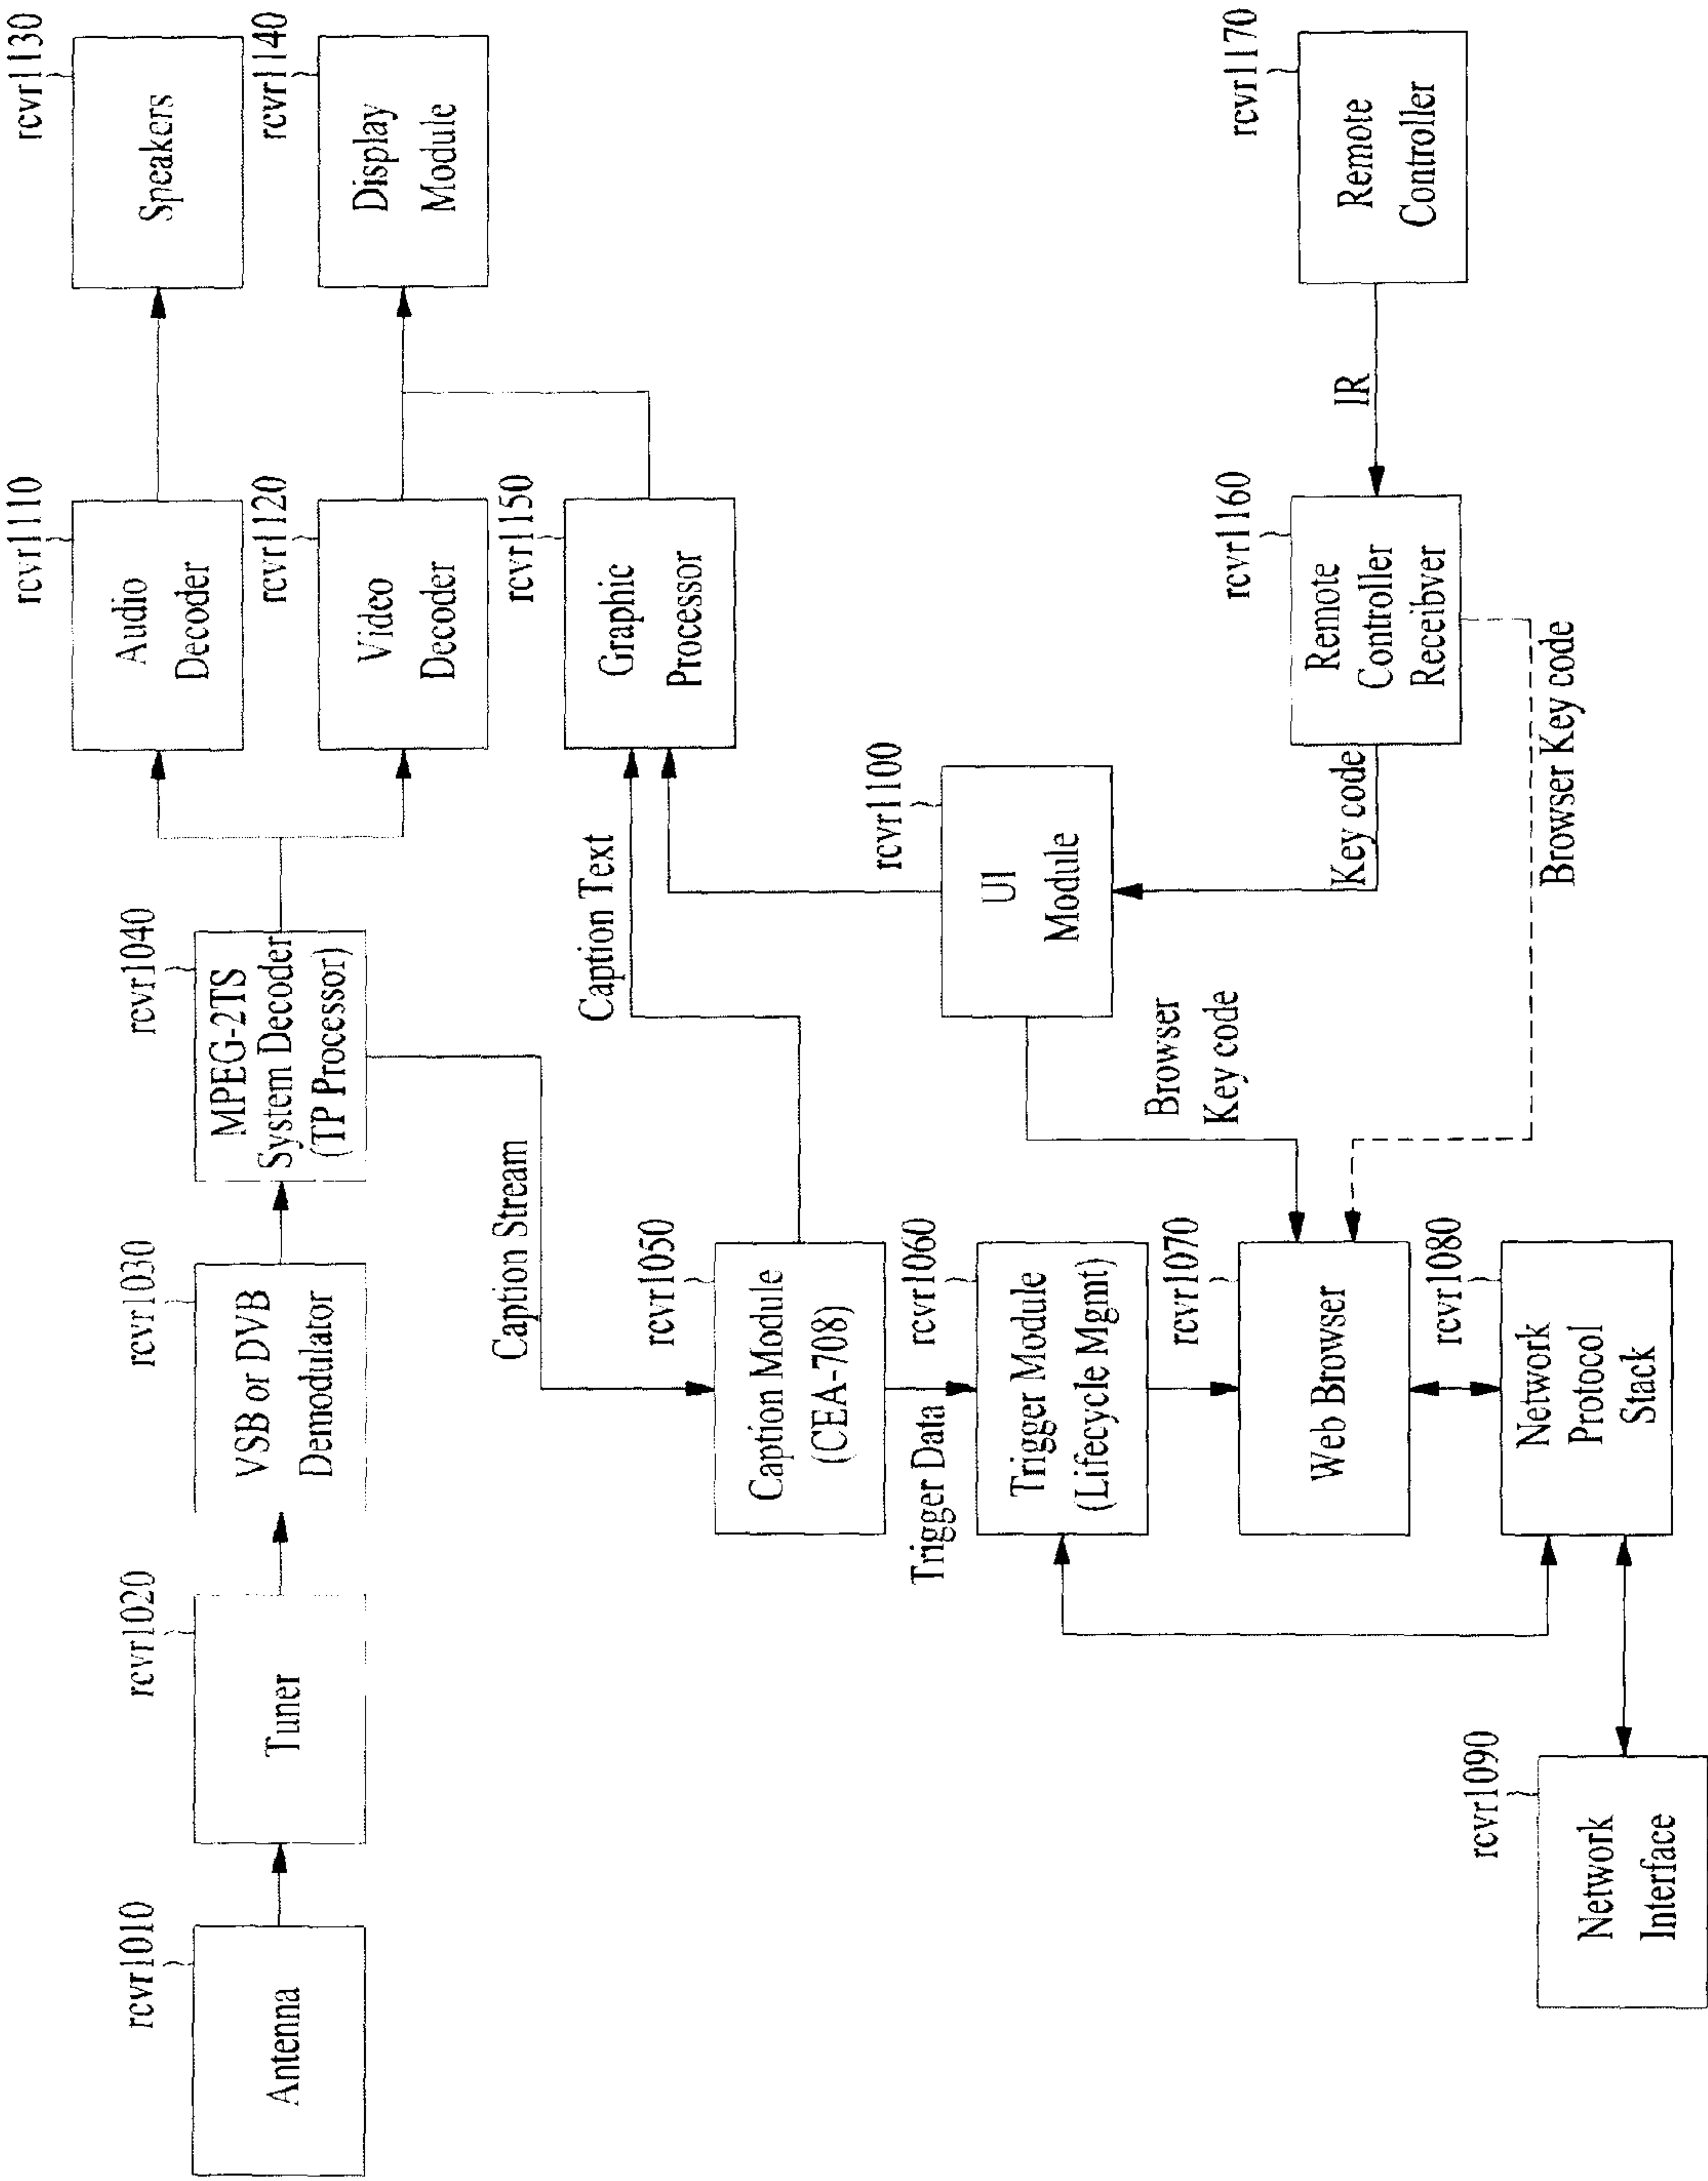 rcvr1010
Antenna
rcvr1020
Tuner
rcvr1030
VSB or DVB
Demodulator
rcvr1040
MPEG-2TS
System Decoder
(TP Processor)
rcvr1110
Audio
Decoder
rcvr1130
Speakers
rcvr1120
Video
Decoder
rcvr1140
Display
Module
rcvr1150
Graphic
Processor
Caption Stream
Caption Text
rcvr1050
Caption Module
(CEA-708)
Trigger Data
rcvr1060
Trigger Module
(Lifecycle Mgmt)
rcvr1100
UI
Module
Browser
Key code
rcvr1070
Web Browser
rcvr1160
Remote
Controller
Receibver
IR
rcvr1170
Remote
Controller
Key code
Browser Key code
rcvr1080
Network
Protocol
Stack
rcvr1090
Network
Interface